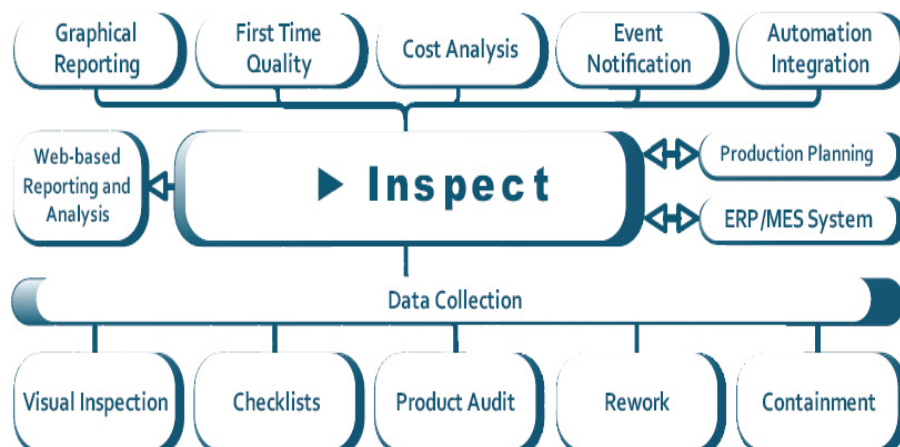 Graphical
Reporting
First Time
Quality
Cost Analysis
Event
Notification
Automation
Integration
Web-based
Reporting and
Analysis
Inspect
Production Planning
ERP/MES System
Data Collection
Visual Inspection
Checklists
Product Audit
Rework
Containment